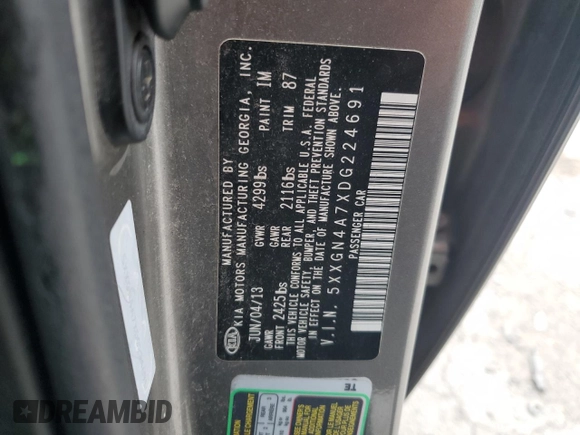 KIA
MANUFACTURED BY
KIA MOTORS MANUFACTURING GEORGIA, INC.
JUN/04/13 GVWR 4299lbs PAINT IM
GAWR FRONT 2425lbs GAWR REAR 2116lbs TRIM 87
THIS VEHICLE CONFORMS TO ALL APPLICABLE U.S.A. FEDERAL
MOTOR VEHICLE SAFETY, BUMPER, AND THEFT PREVENTION STANDARDS
IN EFFECT ON THE DATE OF MANUFACTURE SHOWN ABOVE.
V.I.N. 5XXGN4A7XDG224691
PASSENGER CAR
TE
DREAMBID